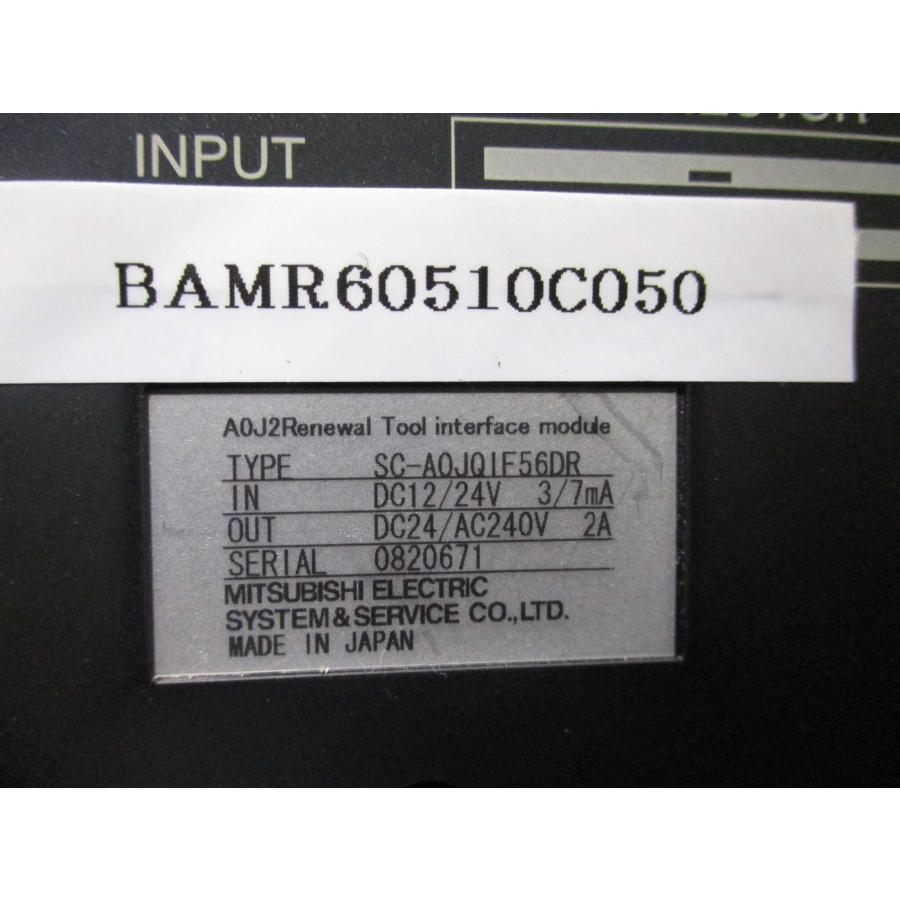 INPUT
BAMR60510C050
A0J2Renewal Tool interface module
TYPE SC-A0JQIF56DR
IN DC12/24V 3/7mA
OUT DC24/AC240V 2A
SERIAL 0820671
MITSUBISHI ELECTRIC
SYSTEM&SERVICE CO.,LTD.
MADE IN JAPAN